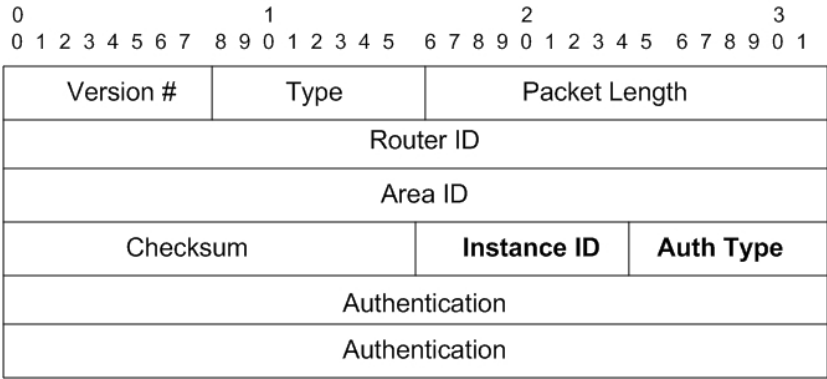 0 1 2 3
0 1 2 3 4 5 6 7 8 9 0 1 2 3 4 5 6 7 8 9 0 1 2 3 4 5 6 7 8 9 0 1
Version # Type Packet Length
Router ID
Area ID
Checksum Instance ID Auth Type
Authentication
Authentication